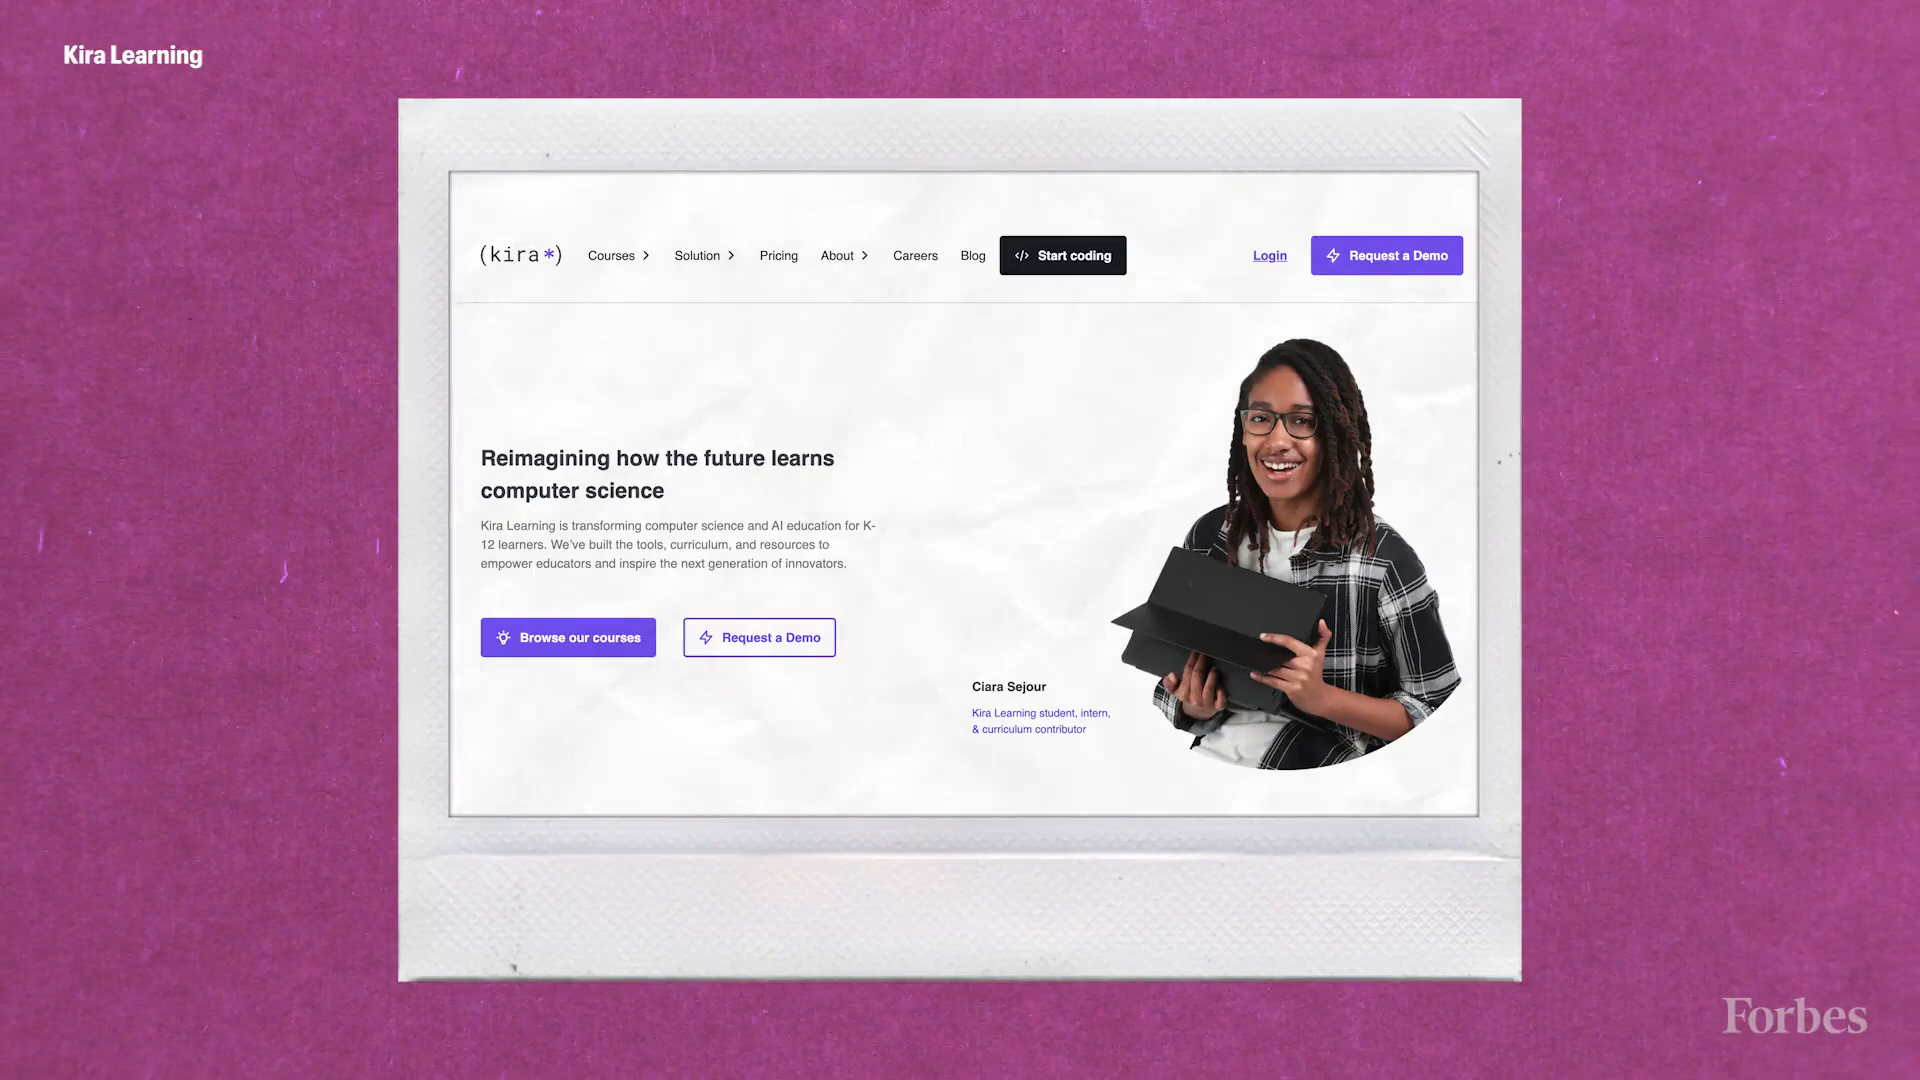 Kira Learning
(kira*)
Courses
Solution
Pricing
About
Careers
Blog
</> Start coding
Login
Request a Demo
Reimagining how the future learns
computer science
Kira Learning is transforming computer science and AI education for K-
12 learners. We’ve built the tools, curriculum, and resources to
empower educators and inspire the next generation of innovators.
Browse our courses
Request a Demo
Ciara Sejour
Kira Learning student, intern,
& curriculum contributor
Forbes